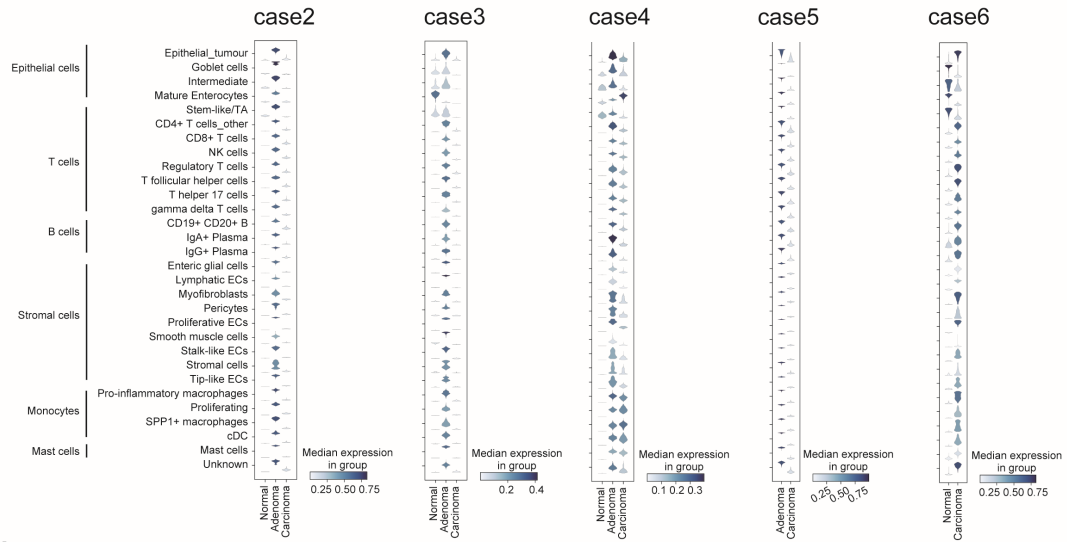 case2
case3
case4
case5
case6
Epithelial cells
Epithelial_tumour
Goblet cells
Intermediate
Mature Enterocytes
Stem-like/TA
T cells
CD4+ T cells_other
CD8+ T cells
NK cells
Regulatory T cells
T follicular helper cells
T helper 17 cells
gamma delta T cells
B cells
CD19+ CD20+ B
IgA+ Plasma
IgG+ Plasma
Stromal cells
Enteric glial cells
Lymphatic ECs
Myofibroblasts
Pericytes
Proliferative ECs
Smooth muscle cells
Stalk-like ECs
Stromal cells
Tip-like ECs
Monocytes
Pro-inflammatory macrophages
Proliferating
SPP1+ macrophages
cDC
Mast cells
Mast cells
Unknown
Normal
Adenoma
Carcinoma
Median expression
in group
0.25 0.50 0.75
Normal
Adenoma
Carcinoma
Median expression
in group
0.2 0.4
Normal
Adenoma
Carcinoma
Median expression
in group
0.1 0.2 0.3
Adenoma
Carcinoma
Median expression
in group
0.25 0.50 0.75
Normal
Carcinoma
Median expression
in group
0.25 0.50 0.75